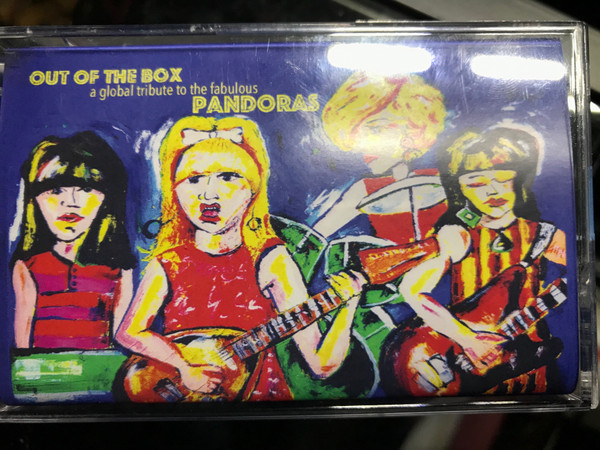 OUT OF THE BOX
a global tribute to the fabulous
PANDORAS